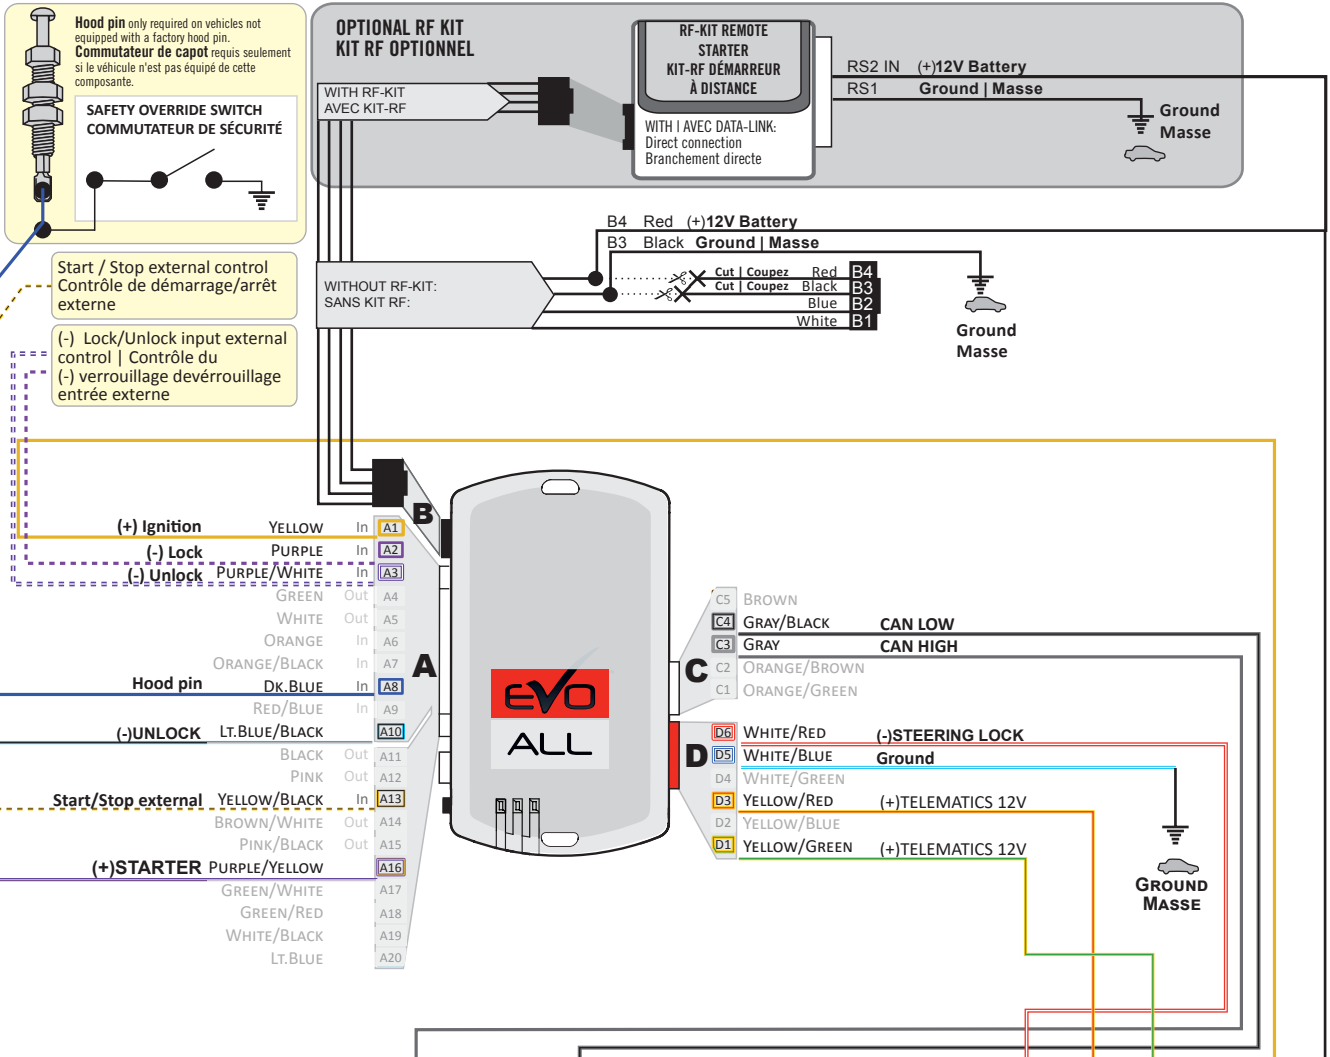 Hood pin only required on vehicles not
equipped with a factory hood pin.
Commutateur de capot requis seulement
si le véhicule n'est pas équipé de cette
composante.
SAFETY OVERRIDE SWITCH
COMMUTATEUR DE SÉCURITÉ
OPTIONAL RF KIT
KIT RF OPTIONNEL
WITH RF-KIT
AVEC KIT-RF
RF-KIT REMOTE
STARTER
KIT-RF DÉMARREUR
À DISTANCE
WITH I AVEC DATA-LINK:
Direct connection
Branchement directe
RS2 IN (+)12V Battery
RS1 Ground | Masse
Ground
Masse
B4 Red (+)12V Battery
B3 Black Ground | Masse
WITHOUT RF-KIT:
SANS KIT RF:
Cut | Coupez Red B4
Cut | Coupez Black B3
Blue B2
White B1
Ground
Masse
Start / Stop external control
Contrôle de démarrage/arrêt
externe
(-) Lock/Unlock input external
control | Contrôle du
(-) verrouillage devérrouillage
entrée externe
B
(+) Ignition YELLOW In A1
(-) Lock PURPLE In A2
(-) Unlock PURPLE/WHITE In A3
GREEN Out A4
WHITE Out A5
ORANGE In A6
ORANGE/BLACK In A7
Hood pin DK.BLUE In A8
RED/BLUE In A9
(-)UNLOCK LT.BLUE/BLACK A10
BLACK Out A11
PINK Out A12
Start/Stop external YELLOW/BLACK In A13
BROWN/WHITE Out A14
PINK/BLACK Out A15
(+)STARTER PURPLE/YELLOW A16
GREEN/WHITE A17
GREEN/RED A18
WHITE/BLACK A19
LT.BLUE A20
A
EVO
ALL
C
C5 BROWN
C4 GRAY/BLACK CAN LOW
C3 GRAY CAN HIGH
C2 ORANGE/BROWN
C1 ORANGE/GREEN
D
D6 WHITE/RED (-)STEERING LOCK
D5 WHITE/BLUE Ground
D4 WHITE/GREEN
D3 YELLOW/RED (+)TELEMATICS 12V
D2 YELLOW/BLUE
D1 YELLOW/GREEN (+)TELEMATICS 12V
GROUND
MASSE